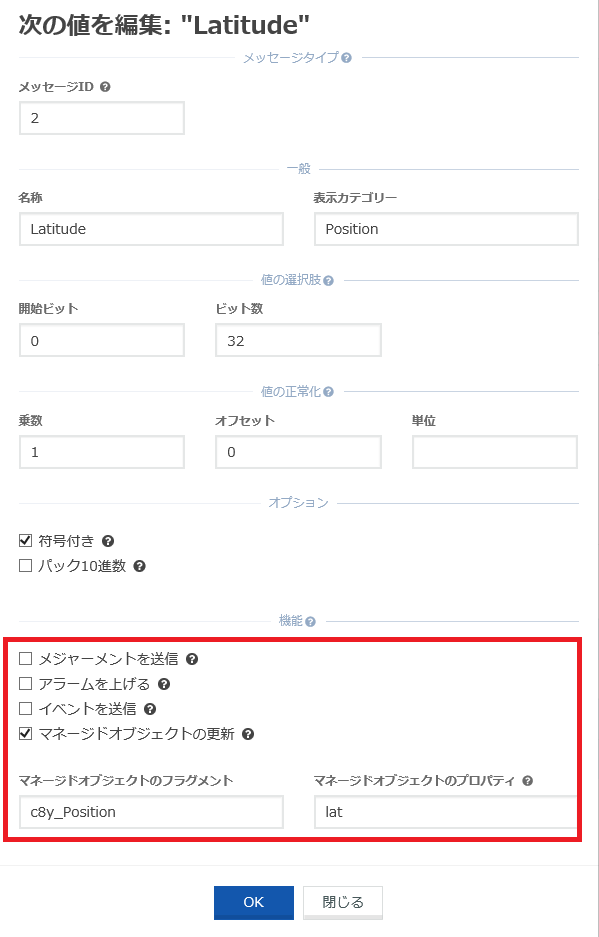 次の値を編集: "Latitude"
メッセージタイプ
メッセージID
2
一般
名称 表示カテゴリー
Latitude Position
値の選択肢
開始ビット ビット数
0 32
値の正常化
乗数 オフセット 単位
1 0
オプション
符号付き
パック10進数
機能
メジャーメントを送信
アラームを上げる
イベントを送信
マネージドオブジェクトの更新
マネージドオブジェクトのフラグメント マネージドオブジェクトのプロパティ
c8y_Position lat
OK 閉じる